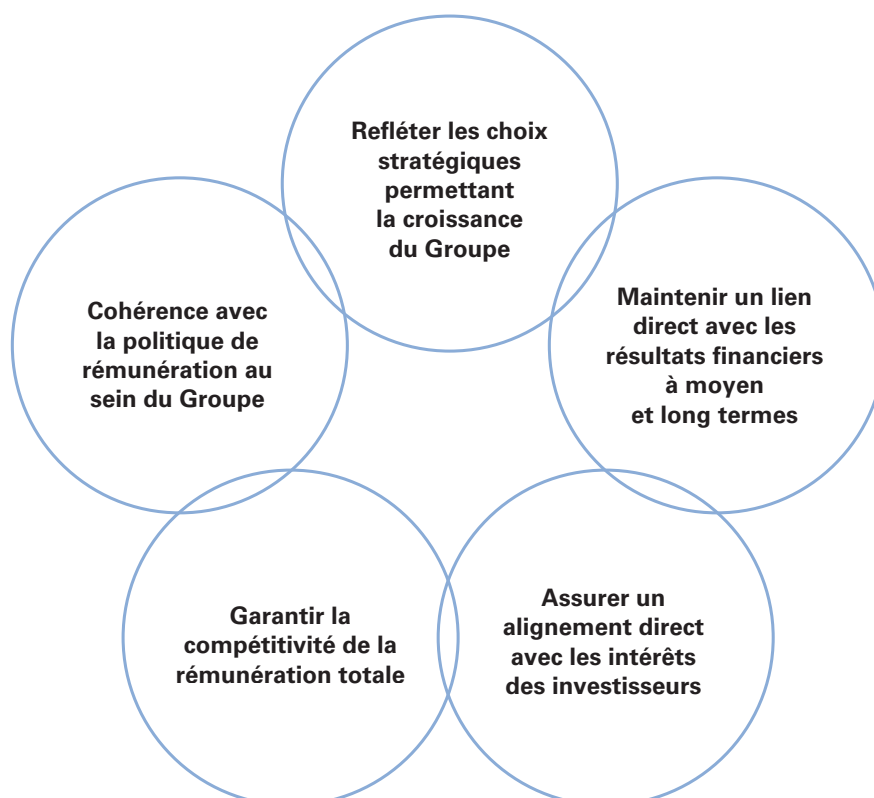 Refléter les choix
stratégiques
permettant
la croissance
du Groupe
Cohérence avec
la politique de
rémunération au
sein du Groupe
Maintenir un lien
direct avec les
résultats financiers
à moyen
et long termes
Garantir la
compétitivité de la
rémunération totale
Assurer un
alignement direct
avec les intérêts
des investisseurs